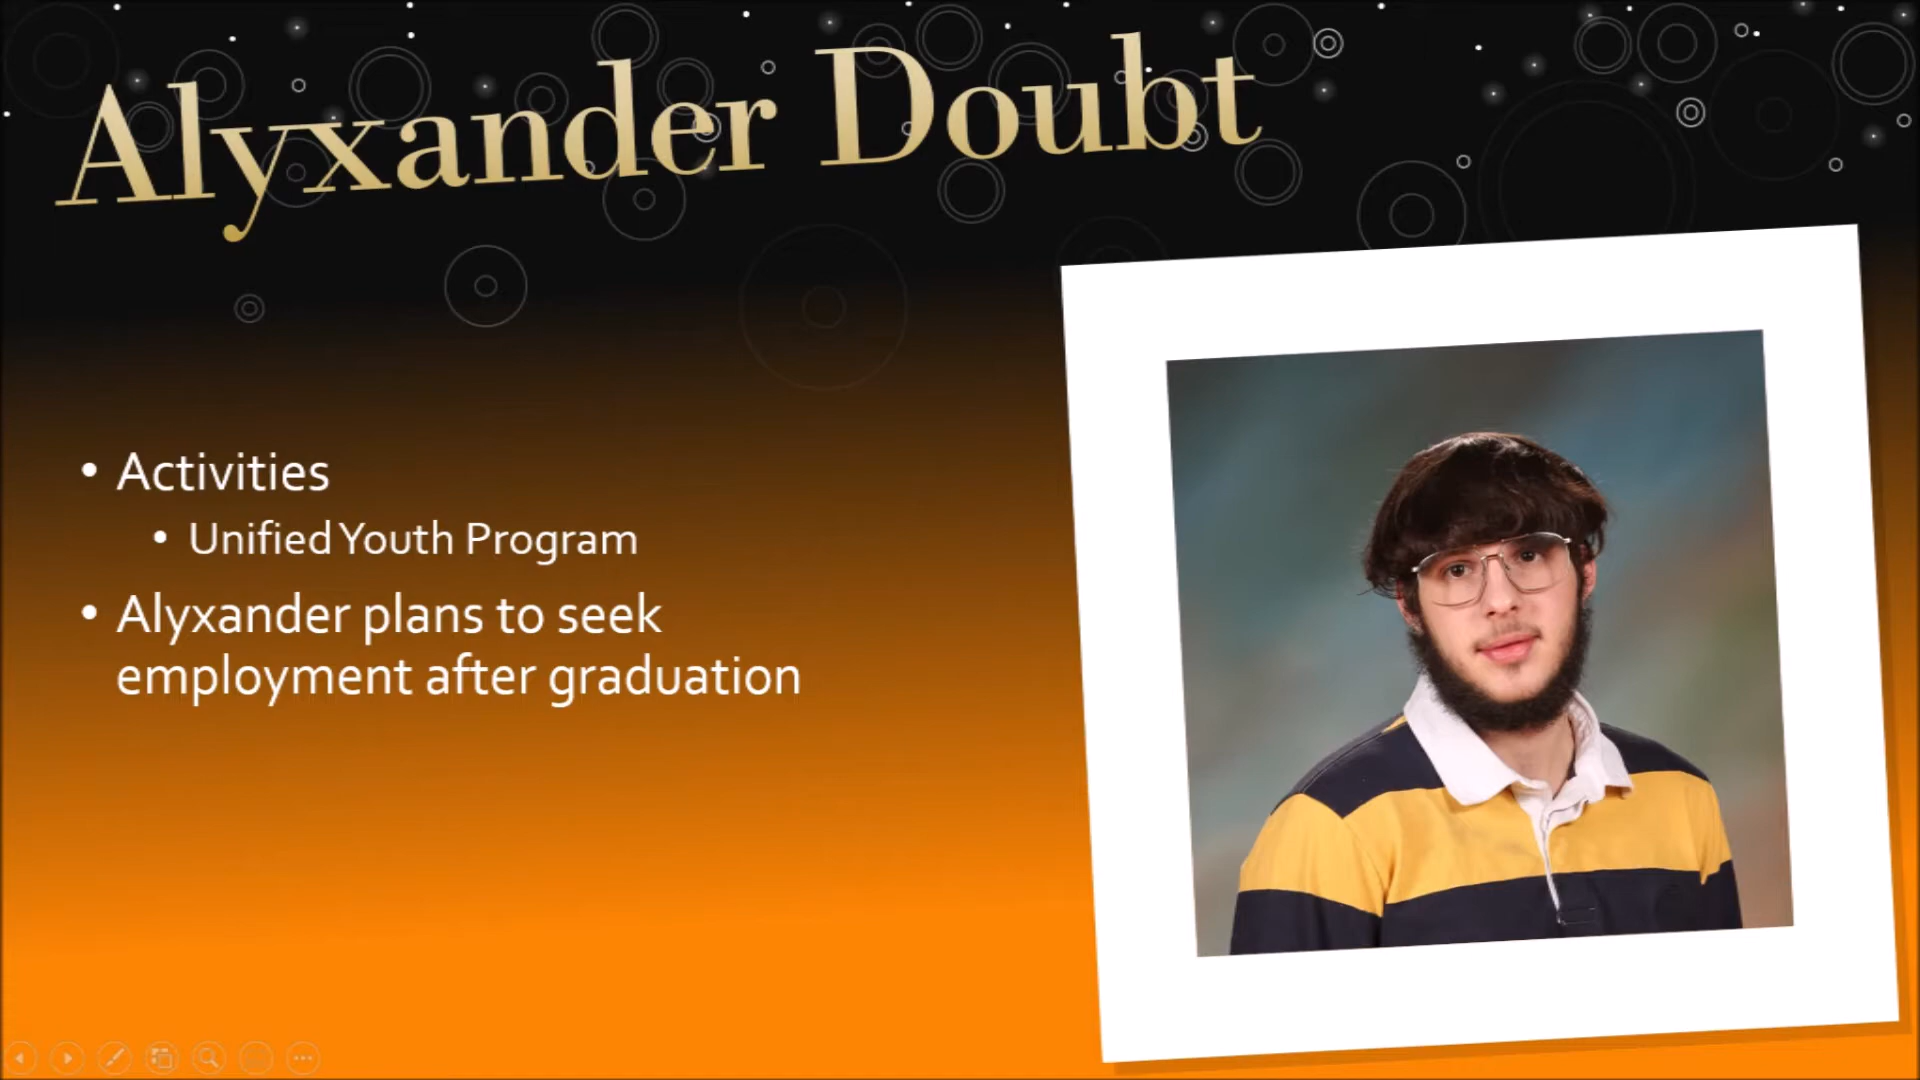 Alyxander Doubt
• Activities
• Unified Youth Program
• Alyxander plans to seek
employment after graduation